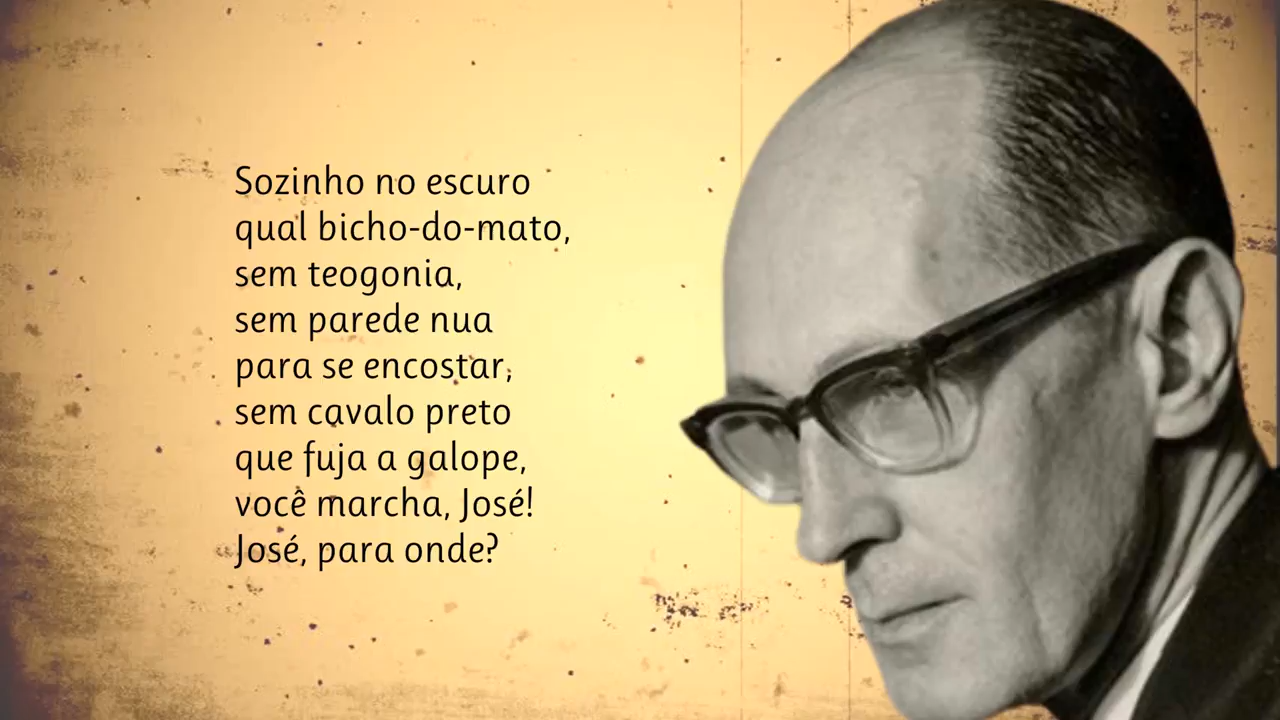 Sozinho no escuro
qual bicho-do-mato,
sem teogonia,
sem parede nua
para se encostar,
sem cavalo preto
que fuja a galope,
você marcha, José!
José, para onde?